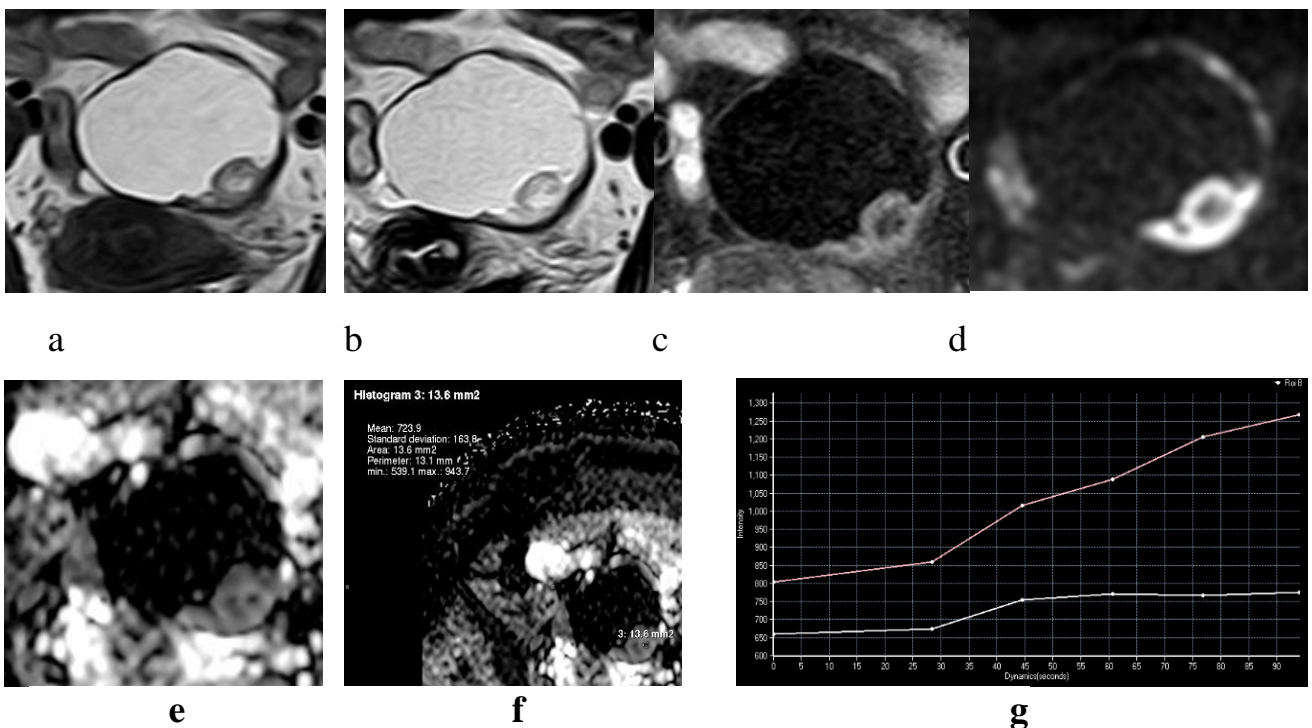 a
b
c
d
Histogram 3: 13.6 mm2
Mean: 723.9
Standard deviation: 163.8
Area: 13.6 mm2
Perimeter: 13.1 mm
min.: 539.1 max.: 943.7
3: 13.6 mm2
Roi B
1,300
1,250
1,200
1,150
1,100
1,050
1,000
950
900
850
800
750
700
650
600
Intensity
0 5 10 15 20 25 30 35 40 45 50 55 60 65 70 75 80 85 90
Dynamics(seconds)
e
f
g